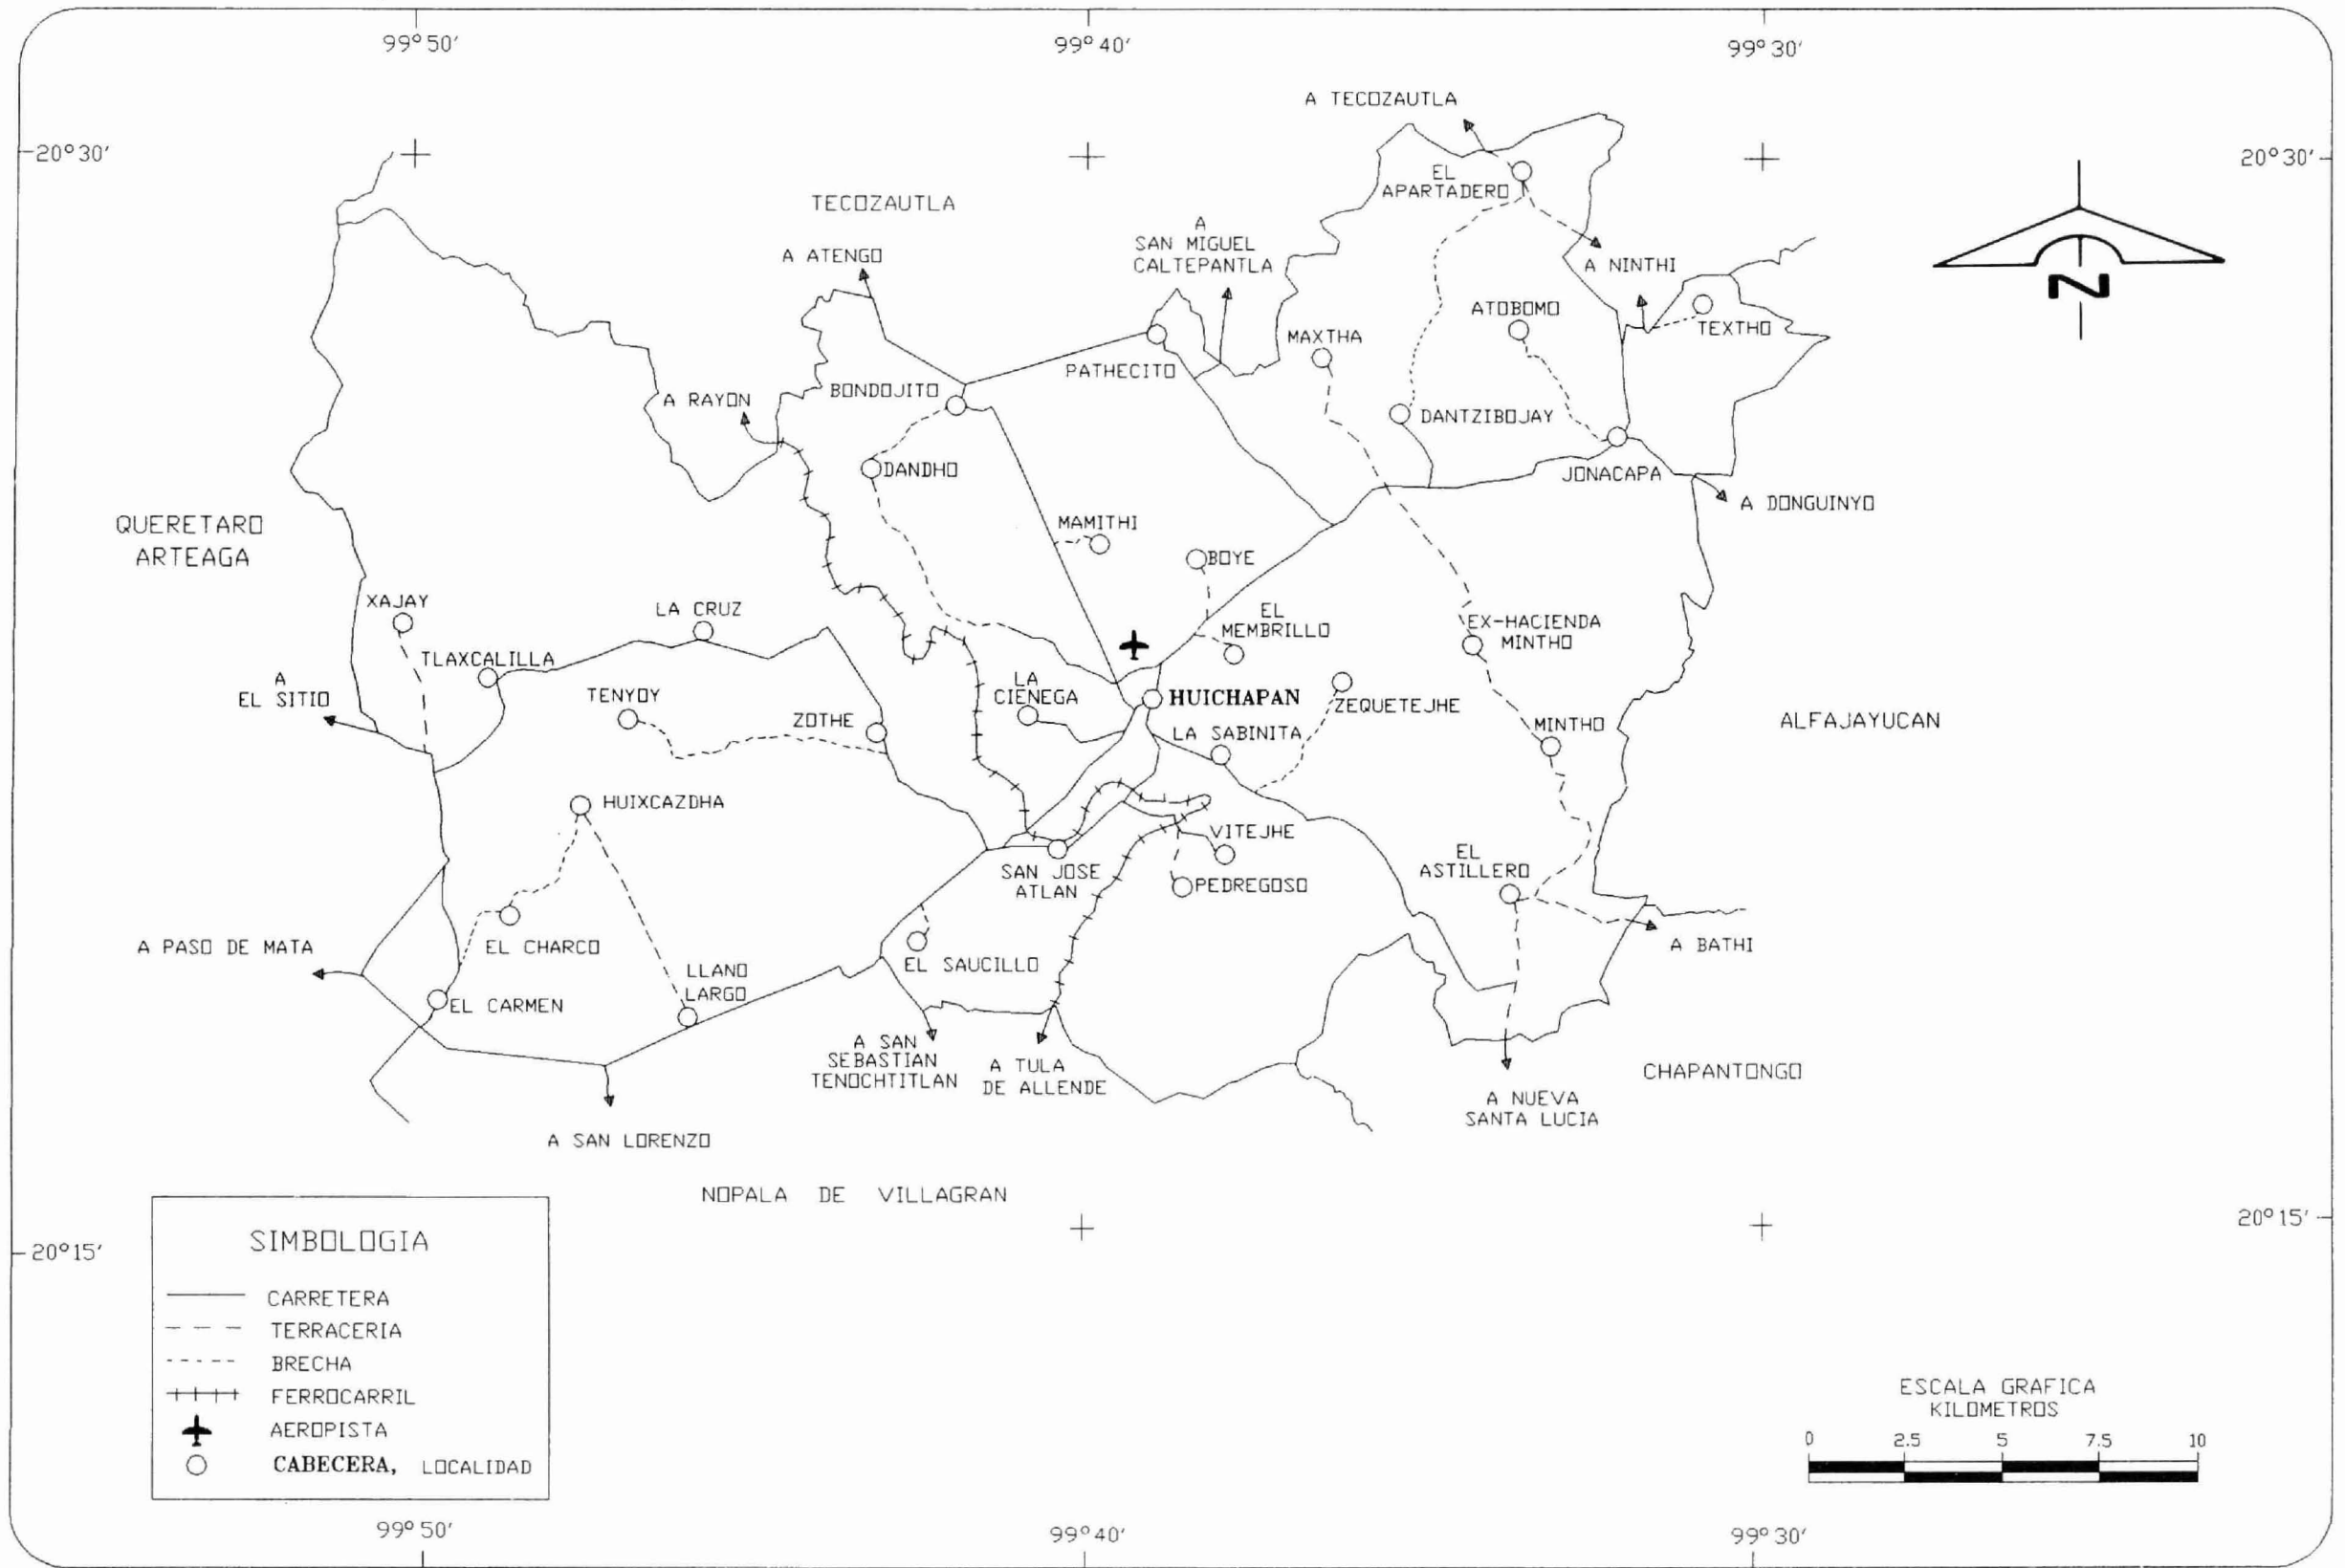 99°50'
99°40'
99°30'
A TECOZAUTLA
20°30'
20°30'
EL
APARTADERO
TECOZAUTLA
A
SAN MIGUEL
CALTEPANTLA
A ATENGO
A NINTHI
N
ATOBOMO
TEXTHO
MAXTHA
PATHECITO
BONDOJITO
A RAYON
DANTZIBOJAY
DANDHO
JONACAPA
A DONGUINYO
QUERETARO
ARTEAGA
MAMITHI
BOYE
XAJAY
LA CRUZ
EL
MEMBRILLO
EX-HACIENDA
MINTHO
TLAXCALILLA
A
EL SITIO
TENYOY
ZOTHE
LA
CIENEGA
HUICHAPAN
ZEQUETEJHE
LA SABINITA
MINTHO
ALFAJAYUCAN
HUIXCAZDHA
VITEJHE
SAN JOSE
ATLAN
PEDREGOSO
EL
ASTILLERO
A PASO DE MATA
EL CHARCO
EL SAUCILLO
A BATHI
LLANO
LARGO
EL CARMEN
A SAN
SEBASTIAN
TENOCHTITLAN
A TULA
DE ALLENDE
CHAPANTONGO
A NUEVA
SANTA LUCIA
A SAN LORENZO
NOPALA DE VILLAGRAN
20°15'
20°15'
SIMBOLOGIA
CARRETERA
TERRACERIA
BRECHA
FERROCARRIL
AEROPISTA
CABECERA, LOCALIDAD
ESCALA GRAFICA
KILOMETROS
0 2.5 5 7.5 10
99°50'
99°40'
99°30'